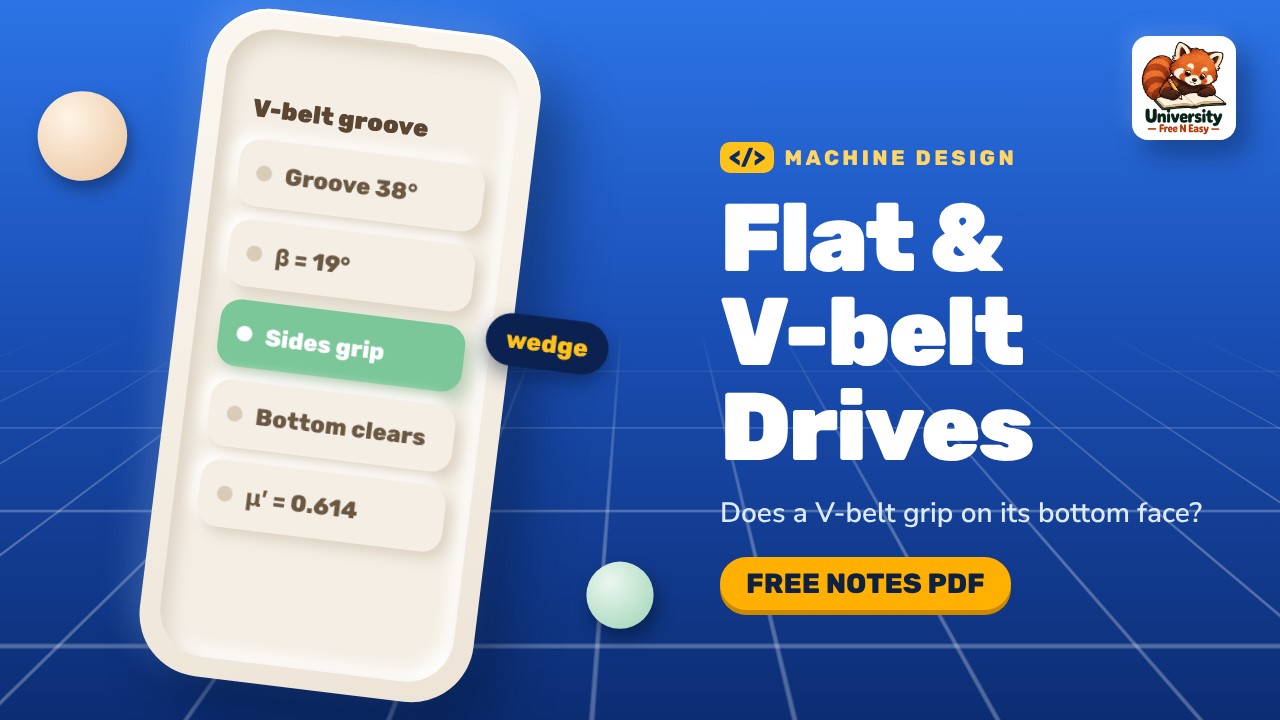 V-belt groove
Groove 38°
β = 19°
Sides grip
wedge
Bottom clears
μ′ = 0.614
University
Free N Easy
</> MACHINE DESIGN
Flat &
V-belt
Drives
Does a V-belt grip on its bottom face?
FREE NOTES PDF